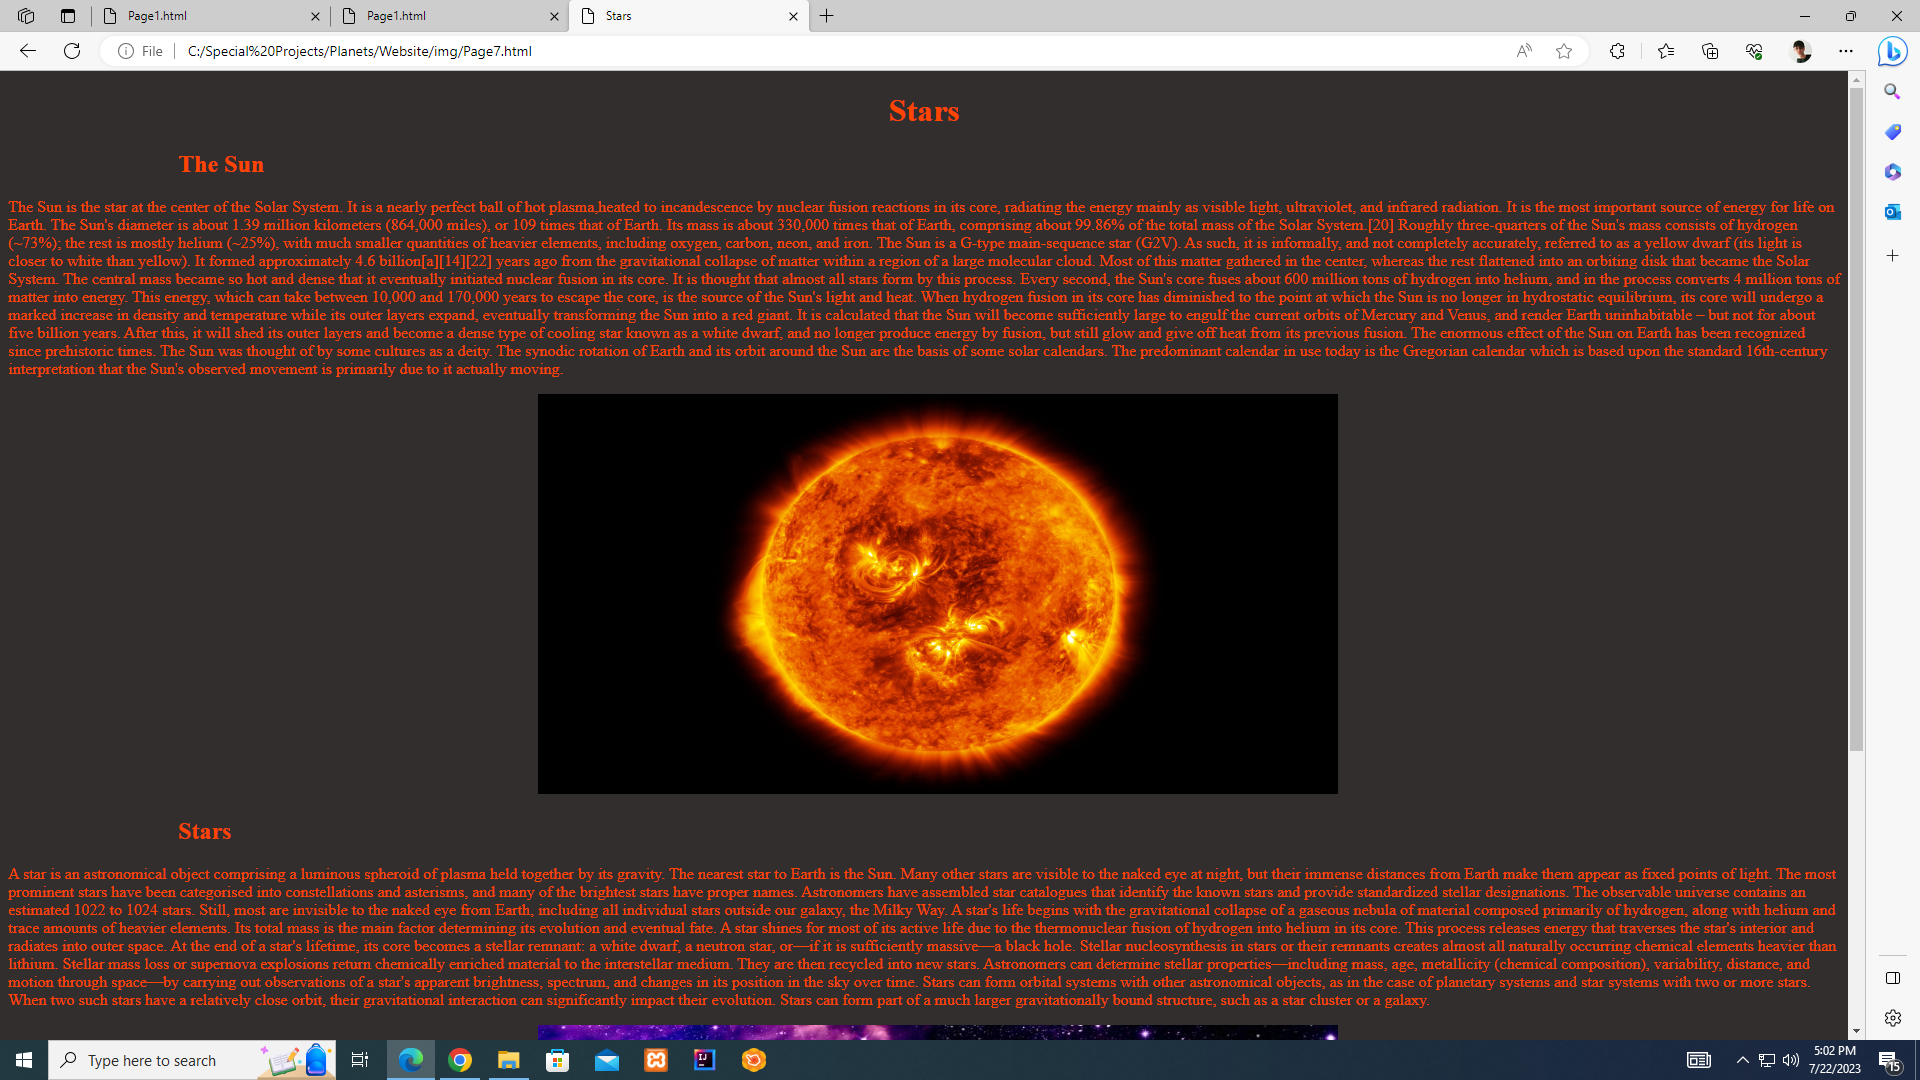 Page1.html
Page1.html
Stars
File
C:/Special%20Projects/Planets/Website/img/Page7.html
Stars
The Sun
The Sun is the star at the center of the Solar System. It is a nearly perfect ball of hot plasma,heated to incandescence by nuclear fusion reactions in its core, radiating the energy mainly as visible light, ultraviolet, and infrared radiation. It is the most important source of energy for life on
Earth. The Sun's diameter is about 1.39 million kilometers (864,000 miles), or 109 times that of Earth. Its mass is about 330,000 times that of Earth, comprising about 99.86% of the total mass of the Solar System.[20] Roughly three-quarters of the Sun's mass consists of hydrogen
(~73%); the rest is mostly helium (~25%), with much smaller quantities of heavier elements, including oxygen, carbon, neon, and iron. The Sun is a G-type main-sequence star (G2V). As such, it is informally, and not completely accurately, referred to as a yellow dwarf (its light is
closer to white than yellow). It formed approximately 4.6 billion[a][14][22] years ago from the gravitational collapse of matter within a region of a large molecular cloud. Most of this matter gathered in the center, whereas the rest flattened into an orbiting disk that became the Solar
System. The central mass became so hot and dense that it eventually initiated nuclear fusion in its core. It is thought that almost all stars form by this process. Every second, the Sun's core fuses about 600 million tons of hydrogen into helium, and in the process converts 4 million tons of
matter into energy. This energy, which can take between 10,000 and 170,000 years to escape the core, is the source of the Sun's light and heat. When hydrogen fusion in its core has diminished to the point at which the Sun is no longer in hydrostatic equilibrium, its core will undergo a
marked increase in density and temperature while its outer layers expand, eventually transforming the Sun into a red giant. It is calculated that the Sun will become sufficiently large to engulf the current orbits of Mercury and Venus, and render Earth uninhabitable – but not for about
five billion years. After this, it will shed its outer layers and become a dense type of cooling star known as a white dwarf, and no longer produce energy by fusion, but still glow and give off heat from its previous fusion. The enormous effect of the Sun on Earth has been recognized
since prehistoric times. The Sun was thought of by some cultures as a deity. The synodic rotation of Earth and its orbit around the Sun are the basis of some solar calendars. The predominant calendar in use today is the Gregorian calendar which is based upon the standard 16th-century
interpretation that the Sun's observed movement is primarily due to it actually moving.
Stars
A star is an astronomical object comprising a luminous spheroid of plasma held together by its gravity. The nearest star to Earth is the Sun. Many other stars are visible to the naked eye at night, but their immense distances from Earth make them appear as fixed points of light. The most
prominent stars have been categorised into constellations and asterisms, and many of the brightest stars have proper names. Astronomers have assembled star catalogues that identify the known stars and provide standardized stellar designations. The observable universe contains an
estimated 1022 to 1024 stars. Still, most are invisible to the naked eye from Earth, including all individual stars outside our galaxy, the Milky Way. A star's life begins with the gravitational collapse of a gaseous nebula of material composed primarily of hydrogen, along with helium and
trace amounts of heavier elements. Its total mass is the main factor determining its evolution and eventual fate. A star shines for most of its active life due to the thermonuclear fusion of hydrogen into helium in its core. This process releases energy that traverses the star's interior and
radiates into outer space. At the end of a star's lifetime, its core becomes a stellar remnant: a white dwarf, a neutron star, or—if it is sufficiently massive—a black hole. Stellar nucleosynthesis in stars or their remnants creates almost all naturally occurring chemical elements heavier than
lithium. Stellar mass loss or supernova explosions return chemically enriched material to the interstellar medium. They are then recycled into new stars. Astronomers can determine stellar properties—including mass, age, metallicity (chemical composition), variability, distance, and
motion through space—by carrying out observations of a star's apparent brightness, spectrum, and changes in its position in the sky over time. Stars can form orbital systems with other astronomical objects, as in the case of planetary systems and star systems with two or more stars.
When two such stars have a relatively close orbit, their gravitational interaction can significantly impact their evolution. Stars can form part of a much larger gravitationally bound structure, such as a star cluster or a galaxy.
Type here to search
5:02 PM
7/22/2023
15